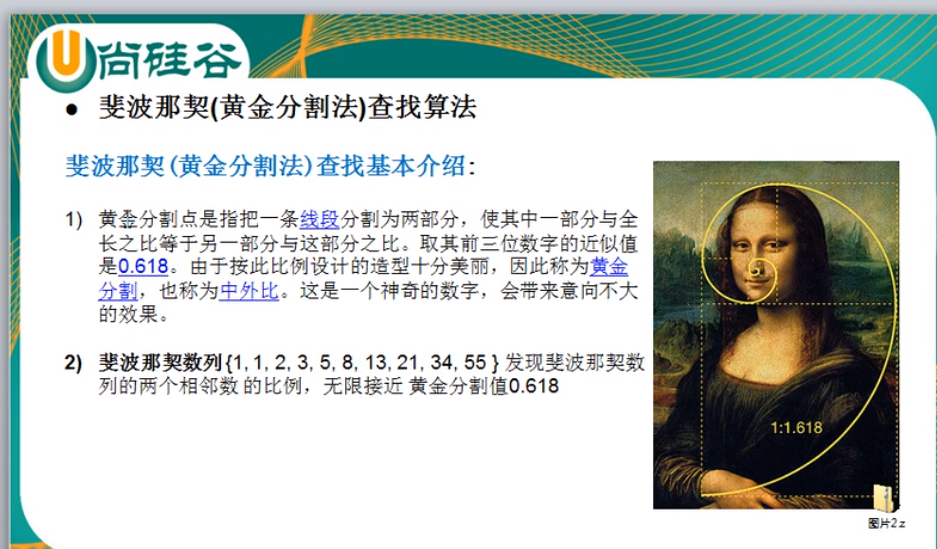 尚硅谷
● 斐波那契(黄金分割法)查找算法
斐波那契(黄金分割法)查找基本介绍:
1) 黄金分割点是指把一条线段分割为两部分，使其中一部分与全
长之比等于另一部分与这部分之比。取其前三位数字的近似值
是0.618。由于按此比例设计的造型十分美丽，因此称为黄金
分割，也称为中外比。这是一个神奇的数字，会带来意向不大
的效果。
2) 斐波那契数列{1, 1, 2, 3, 5, 8, 13, 21, 34, 55 } 发现斐波那契数
列的两个相邻数 的比例，无限接近 黄金分割值0.618
1:1.618
图片2.z